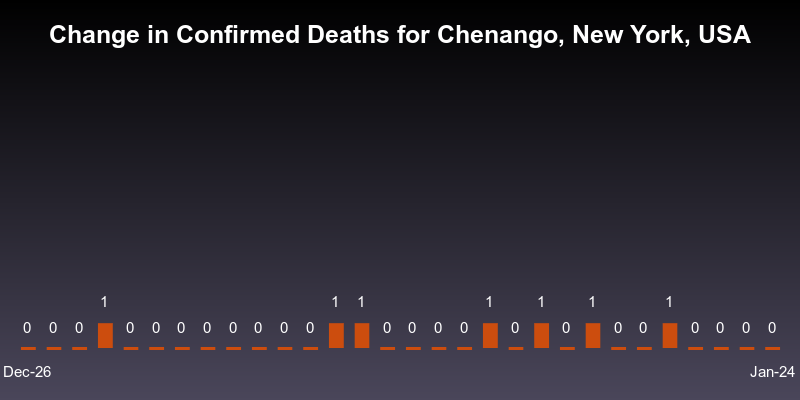 Change in Confirmed Deaths for Chenango, New York, USA
1 1 1 1 1 1 1
0 0 0 0 0 0 0 0 0 0 0 0 0 0 0 0 0 0 0 0 0 0 0
Dec-26 Jan-24